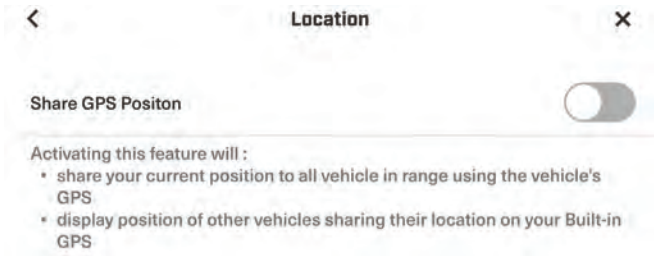 Location
Share GPS Positon
Activating this feature will :
• share your current position to all vehicle in range using the vehicle's
GPS
• display position of other vehicles sharing their location on your Built-in
GPS